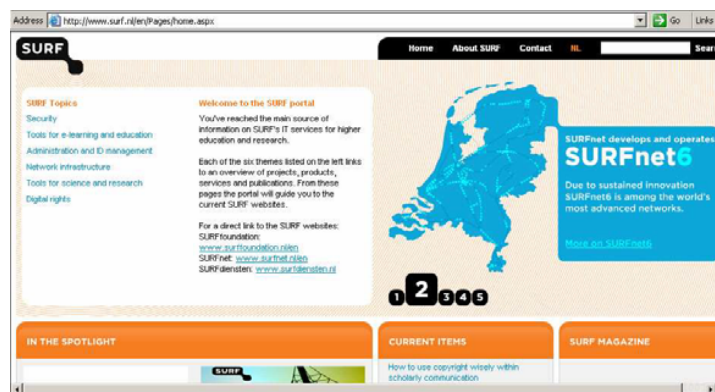 Address http://www.surf.nl/en/Pages/home.aspx Go Links
SURF
Home About SURF Contact NL Sear
SURF Topics
Security
Tools for e-learning and education
Administration and ID management
Network infrastructure
Tools for science and research
Digital rights
Welcome to the SURF portal
You've reached the main source of
information on SURF's IT services for higher
education and research.
Each of the six themes listed on the left links
to an overview of projects, products,
services and publications. From these
pages the portal will guide you to the
current SURF websites.
For a direct link to the SURF websites:
SURFfoundation:
www.surffoundation.nl/en
SURFnet: www.surfnet.nl/en
SURFdiensten: www.surfdiensten.nl
SURFnet develops and operates
SURFnet6
Due to sustained innovation
SURFnet6 is among the world's
most advanced networks.
More on SURFnet6
1 2 3 4 5
IN THE SPOTLIGHT
SURF
CURRENT ITEMS
How to use copyright wisely within
scholarly communication
SURF MAGAZINE